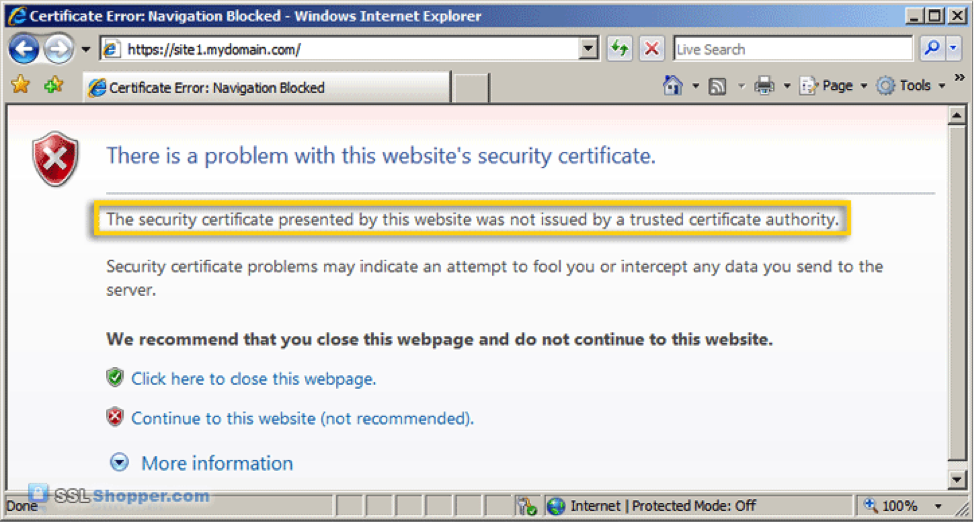 Certificate Error: Navigation Blocked - Windows Internet Explorer
https://site1.mydomain.com/
Live Search
Certificate Error: Navigation Blocked
Page
Tools
There is a problem with this website's security certificate.
The security certificate presented by this website was not issued by a trusted certificate authority.
Security certificate problems may indicate an attempt to fool you or intercept any data you send to the
server.
We recommend that you close this webpage and do not continue to this website.
Click here to close this webpage.
Continue to this website (not recommended).
More information
SSLShopper.com
Done
Internet | Protected Mode: Off
100%